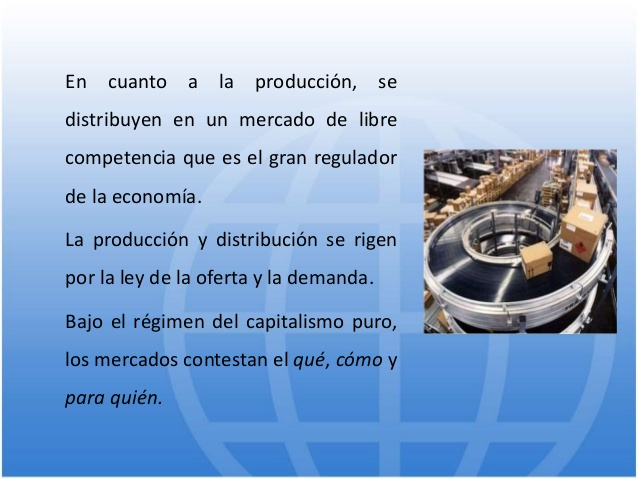 En cuanto a la producción, se
distribuyen en un mercado de libre
competencia que es el gran regulador
de la economía.
La producción y distribución se rigen
por la ley de la oferta y la demanda.
Bajo el régimen del capitalismo puro,
los mercados contestan el qué, cómo y
para quién.